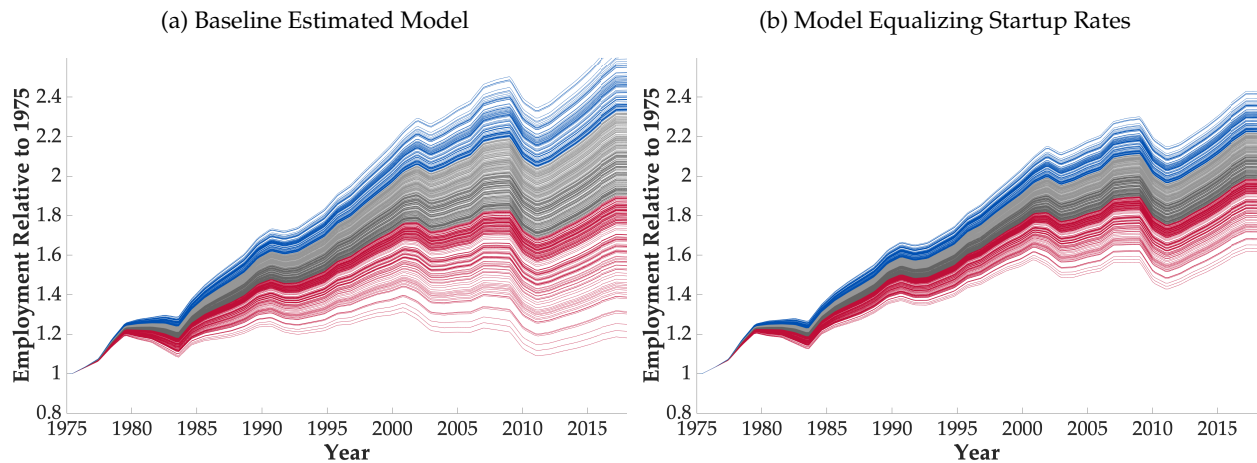 (a) Baseline Estimated Model
Employment Relative to 1975
2.4
2.2
2
1.8
1.6
1.4
1.2
1
0.8
1975 1980 1985 1990 1995 2000 2005 2010 2015
Year
(b) Model Equalizing Startup Rates
Employment Relative to 1975
2.4
2.2
2
1.8
1.6
1.4
1.2
1
0.8
1975 1980 1985 1990 1995 2000 2005 2010 2015
Year